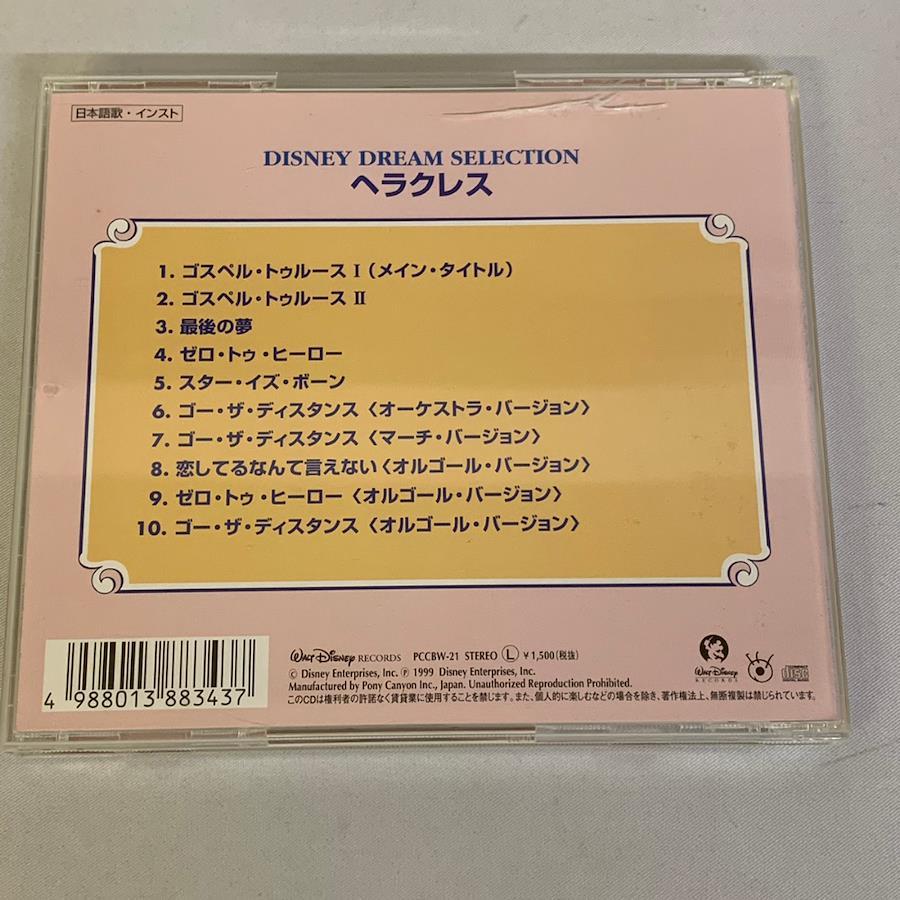 日本語歌・インスト
DISNEY DREAM SELECTION
ヘラクレス
1. ゴスペル・トゥルース I (メイン・タイトル)
2. ゴスペル・トゥルース II
3. 最後の夢
4. ゼロ・トゥ・ヒーロー
5. スター・イズ・ボーン
6. ゴー・ザ・ディスタンス〈オーケストラ・バージョン〉
7. ゴー・ザ・ディスタンス〈マーチ・バージョン〉
8. 恋してるなんて言えない〈オルゴール・バージョン〉
9. ゼロ・トゥ・ヒーロー〈オルゴール・バージョン〉
10. ゴー・ザ・ディスタンス〈オルゴール・バージョン〉
4 988013 883437
WALT DISNEY RECORDS PCCBW-21 STEREO Ⓛ ¥1,500(税抜)
© Disney Enterprises, Inc. ℗ 1999 Disney Enterprises, Inc.
Manufactured by Pony Canyon Inc., Japan. Unauthorized Reproduction Prohibited.
このCDは権利者の許諾なく賃貸業に使用することを禁じます。また、個人的に楽しむなどの場合を除き、著作権法上、無断複製は禁じられています。
WALT DISNEY
RECORDS
DISC